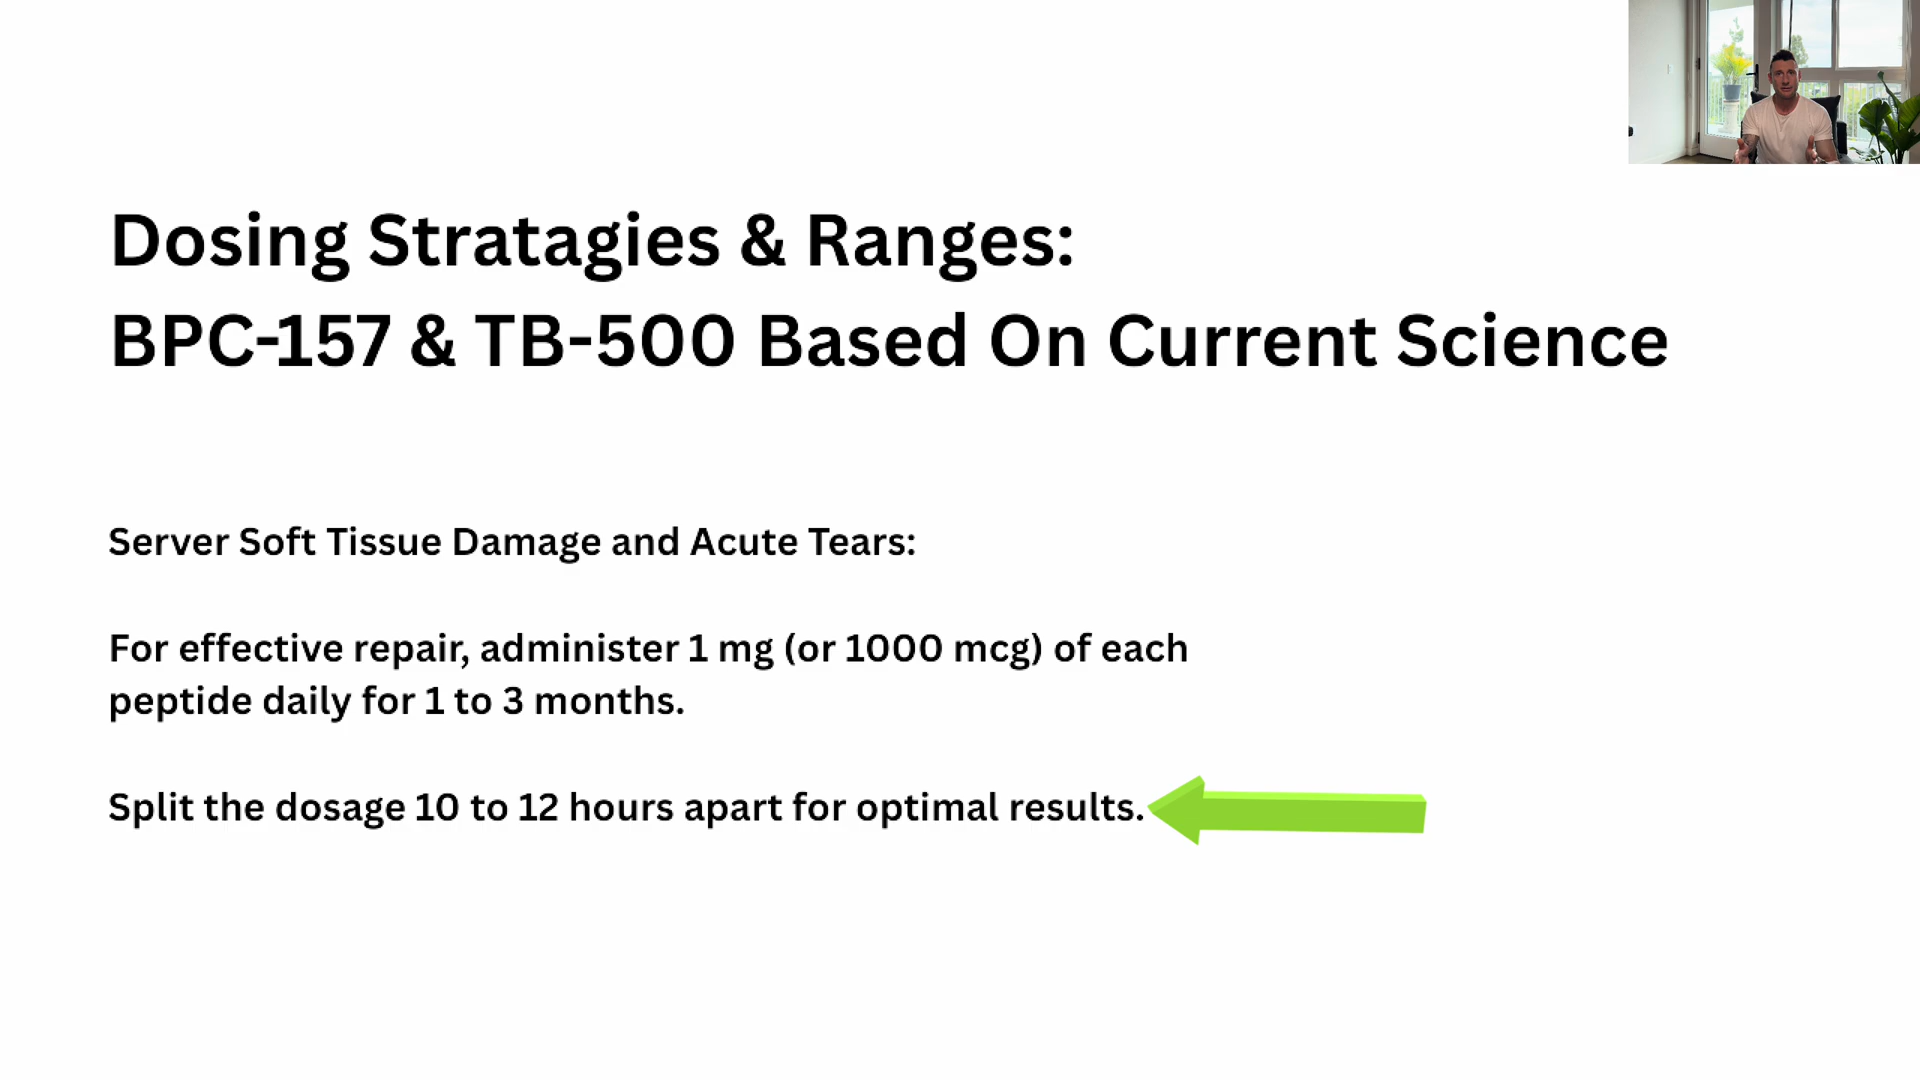 Dosing Stratagies & Ranges:
BPC-157 & TB-500 Based On Current Science
Server Soft Tissue Damage and Acute Tears:
For effective repair, administer 1 mg (or 1000 mcg) of each
peptide daily for 1 to 3 months.
Split the dosage 10 to 12 hours apart for optimal results.